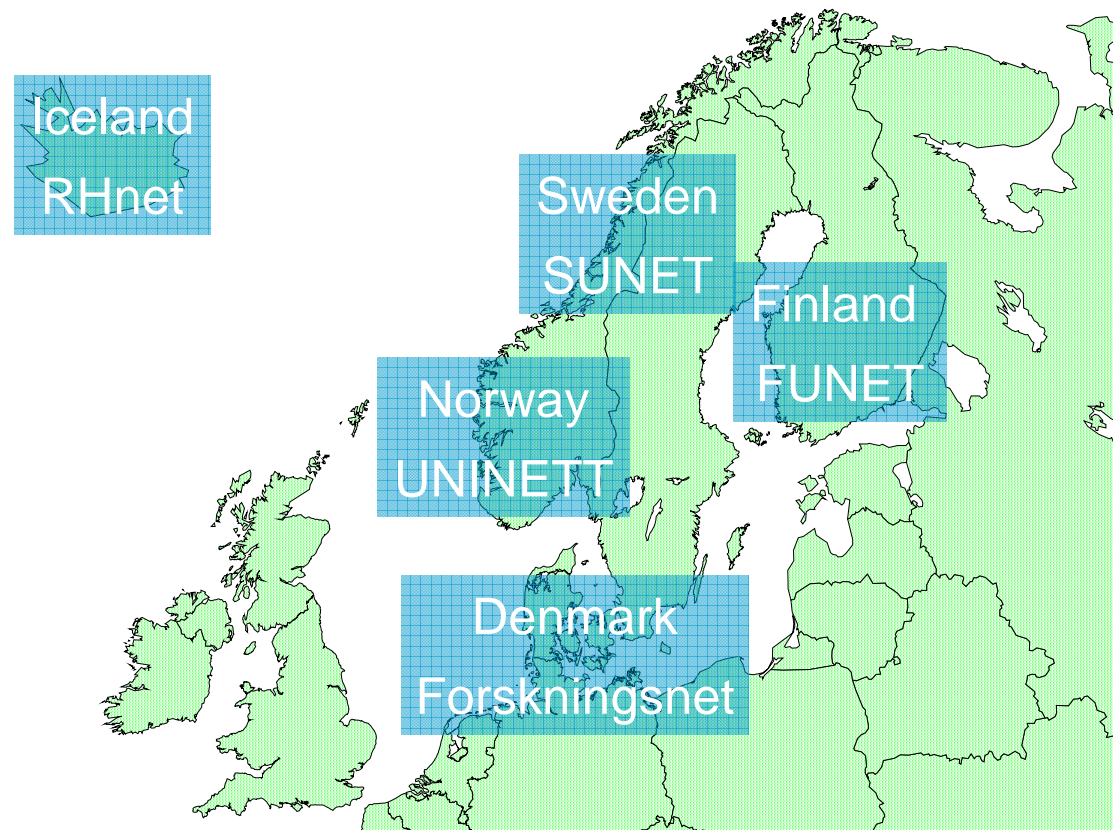 Iceland
RHnet
Sweden
SUNET
Finland
FUNET
Norway
UNINETT
Denmark
Forskningsnet